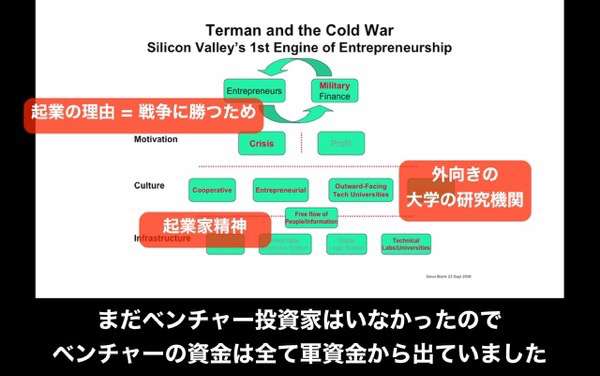 Terman and the Cold War
Silicon Valley's 1st Engine of Entrepreneurship
Entrepreneurs
Military
Finance
起業の理由 = 戦争に勝つため
Motivation
Crisis
Profit
外向きの
大学の研究機関
Culture
Cooperative
Entrepreneurial
Outward-Facing
Tech Universities
Free flow of
People/Information
起業家精神
Infrastructure
Technical
Labs/Universities
まだベンチャー投資家はいなかったので
ベンチャーの資金は全て軍資金から出ていました